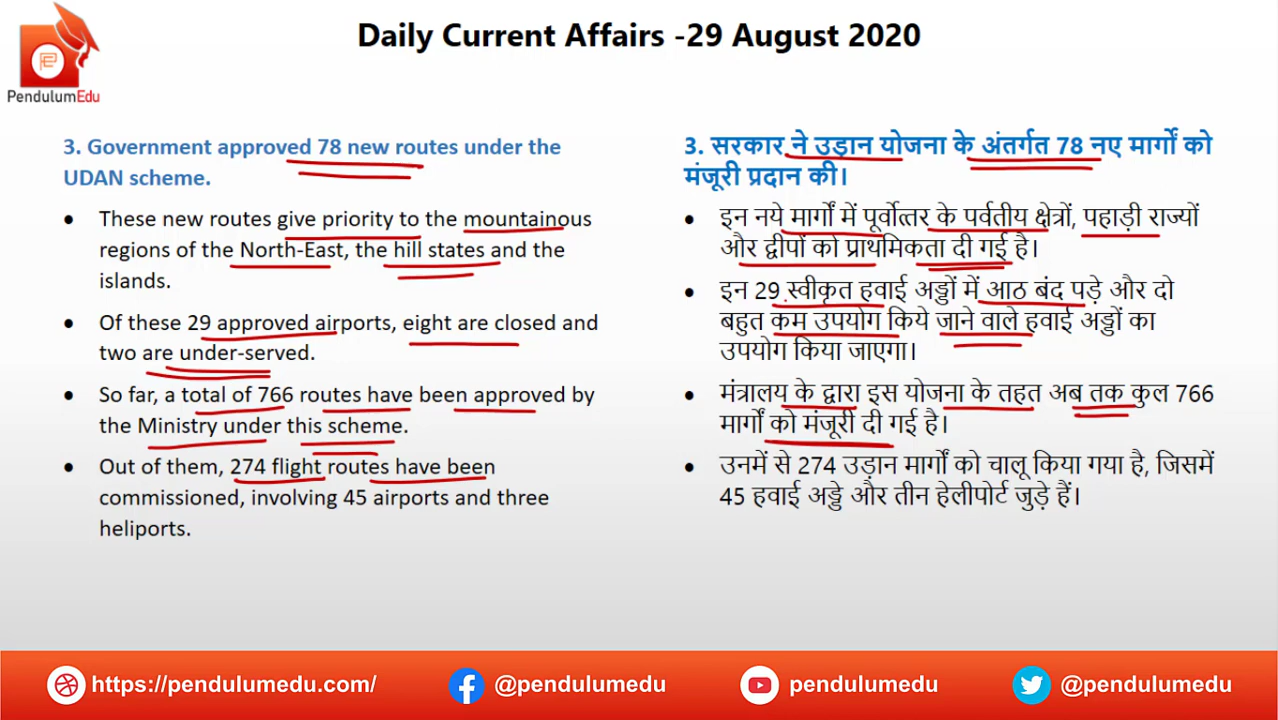 Daily Current Affairs -29 August 2020
PendulumEdu
3. Government approved 78 new routes under the
UDAN scheme.
• These new routes give priority to the mountainous
regions of the North-East, the hill states and the
islands.
• Of these 29 approved airports, eight are closed and
two are under-served.
• So far, a total of 766 routes have been approved by
the Ministry under this scheme.
• Out of them, 274 flight routes have been
commissioned, involving 45 airports and three
heliports.
3. सरकार ने उड़ान योजना के अंतर्गत 78 नए मार्गों को
मंजूरी प्रदान की।
• इन नये मार्गों में पूर्वोत्तर के पर्वतीय क्षेत्रों, पहाड़ी राज्यों
और द्वीपों को प्राथमिकता दी गई है।
• इन 29 स्वीकृत हवाई अड्डों में आठ बंद पड़े और दो
बहुत कम उपयोग किये जाने वाले हवाई अड्डों का
उपयोग किया जाएगा।
• मंत्रालय के द्वारा इस योजना के तहत अब तक कुल 766
मार्गों को मंजूरी दी गई है।
• उनमें से 274 उड़ान मार्गों को चालू किया गया है, जिसमें
45 हवाई अड्डे और तीन हेलीपोर्ट जुड़े हैं।
https://pendulumedu.com/
@pendulumedu
pendulumedu
@pendulumedu